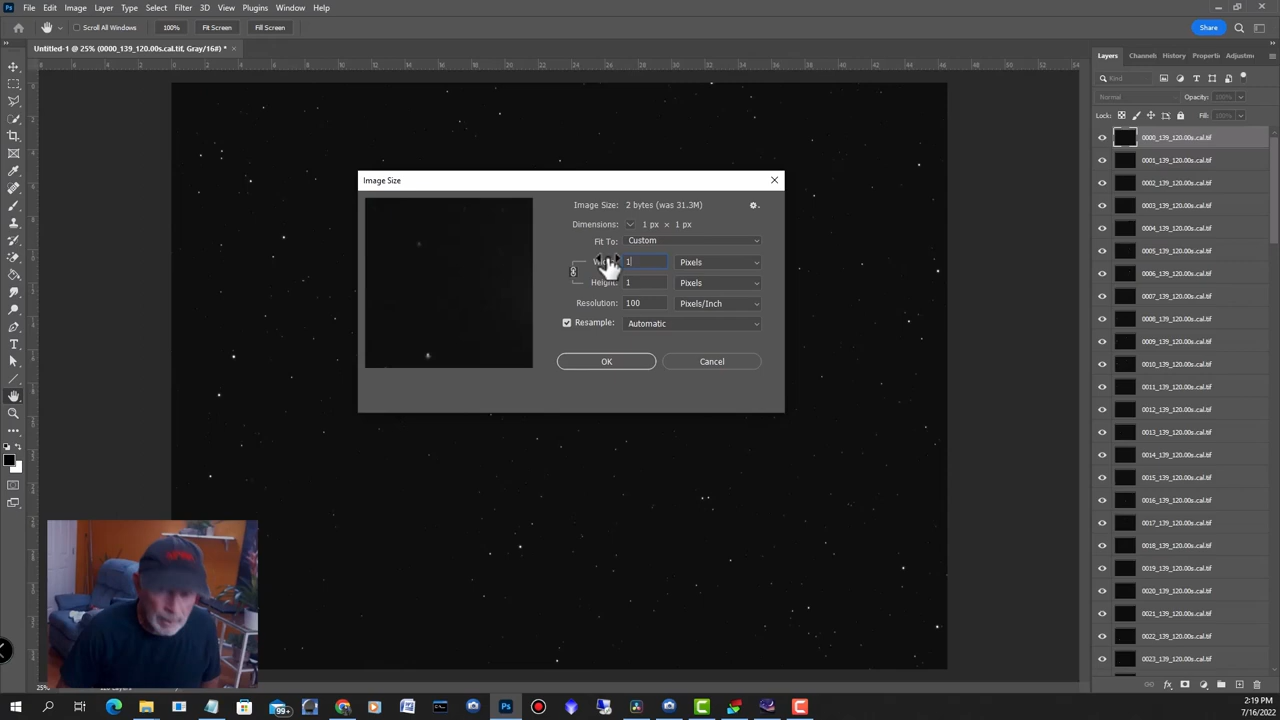 Ps File Edit Image Layer Type Select Filter 3D View Plugins Window Help
Scroll All Windows 100% Fit Screen Fill Screen Share
Untitled-1 @ 25% (0000_139_120.00s.cal.tif, Gray/16#) * ×
Layers Channels History Properti Adjustme
Kind
Normal Opacity:
Lock: Fill:
Image Size
Image Size: 2 bytes (was 31.3M)
Dimensions: 1 px × 1 px
Fit To: Custom
1 Pixels
Height: 1 Pixels
Resolution: 100 Pixels/Inch
Resample: Automatic
OK Cancel
0000_139_120.00s.cal.tif
0001_139_120.00s.cal.tif
0002_139_120.00s.cal.tif
0003_139_120.00s.cal.tif
0004_139_120.00s.cal.tif
0005_139_120.00s.cal.tif
0006_139_120.00s.cal.tif
0007_139_120.00s.cal.tif
0008_139_120.00s.cal.tif
0009_139_120.00s.cal.tif
0010_139_120.00s.cal.tif
0011_139_120.00s.cal.tif
0012_139_120.00s.cal.tif
0013_139_120.00s.cal.tif
0014_139_120.00s.cal.tif
0015_139_120.00s.cal.tif
0016_139_120.00s.cal.tif
0017_139_120.00s.cal.tif
0018_139_120.00s.cal.tif
0019_139_120.00s.cal.tif
0020_139_120.00s.cal.tif
0021_139_120.00s.cal.tif
0022_139_120.00s.cal.tif
0023_139_120.00s.cal.tif
25%
99+
2:19 PM
7/16/2022